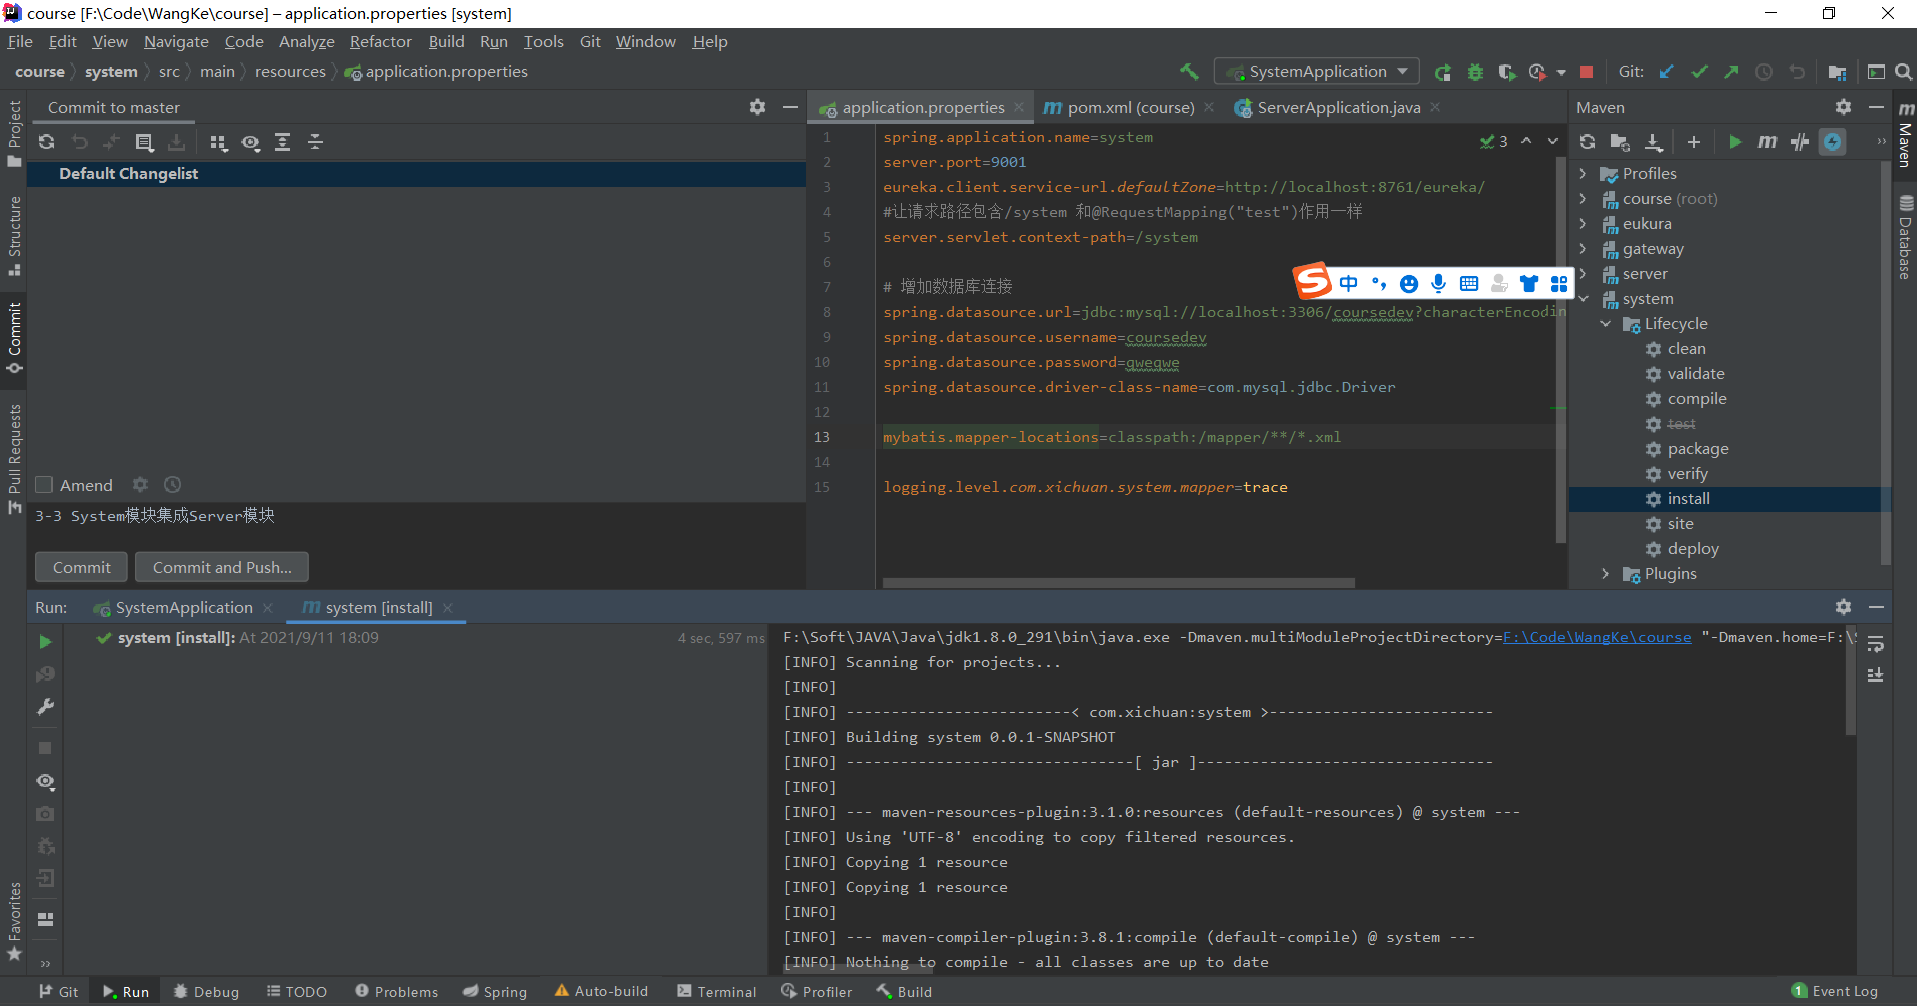 course [F:\Code\WangKe\course] – application.properties [system]
File Edit View Navigate Code Analyze Refactor Build Run Tools Git Window Help
course system src main resources application.properties
SystemApplication Git:
Project
Structure
Commit
Pull Requests
Favorites
Commit to master
Default Changelist
Amend
3-3 System模块集成Server模块
Commit Commit and Push...
application.properties pom.xml (course) ServerApplication.java
3
1 spring.application.name=system
2 server.port=9001
3 eureka.client.service-url.defaultZone=http://localhost:8761/eureka/
4 #让请求路径包含/system 和@RequestMapping("test")作用一样
5 server.servlet.context-path=/system
6
7 # 增加数据库连接
8 spring.datasource.url=jdbc:mysql://localhost:3306/coursedev?characterEncodin
9 spring.datasource.username=coursedev
10 spring.datasource.password=qweqwe
11 spring.datasource.driver-class-name=com.mysql.jdbc.Driver
12
13 mybatis.mapper-locations=classpath:/mapper/**/*.xml
14
15 logging.level.com.xichuan.system.mapper=trace
S 中
Maven
Profiles
course (root)
eukura
gateway
server
system
Lifecycle
clean
validate
compile
test
package
verify
install
site
deploy
Plugins
Maven
Database
Run: SystemApplication system [install]
system [install]: At 2021/9/11 18:09 4 sec, 597 ms
F:\Soft\JAVA\Java\jdk1.8.0_291\bin\java.exe -Dmaven.multiModuleProjectDirectory=F:\Code\WangKe\course "-Dmaven.home=F:\
[INFO] Scanning for projects...
[INFO]
[INFO] -------------------------< com.xichuan:system >-------------------------
[INFO] Building system 0.0.1-SNAPSHOT
[INFO] --------------------------------[ jar ]---------------------------------
[INFO]
[INFO] --- maven-resources-plugin:3.1.0:resources (default-resources) @ system ---
[INFO] Using 'UTF-8' encoding to copy filtered resources.
[INFO] Copying 1 resource
[INFO] Copying 1 resource
[INFO]
[INFO] --- maven-compiler-plugin:3.8.1:compile (default-compile) @ system ---
[INFO] Nothing to compile - all classes are up to date
Git Run Debug TODO Problems Spring Auto-build Terminal Profiler Build 1 Event Log